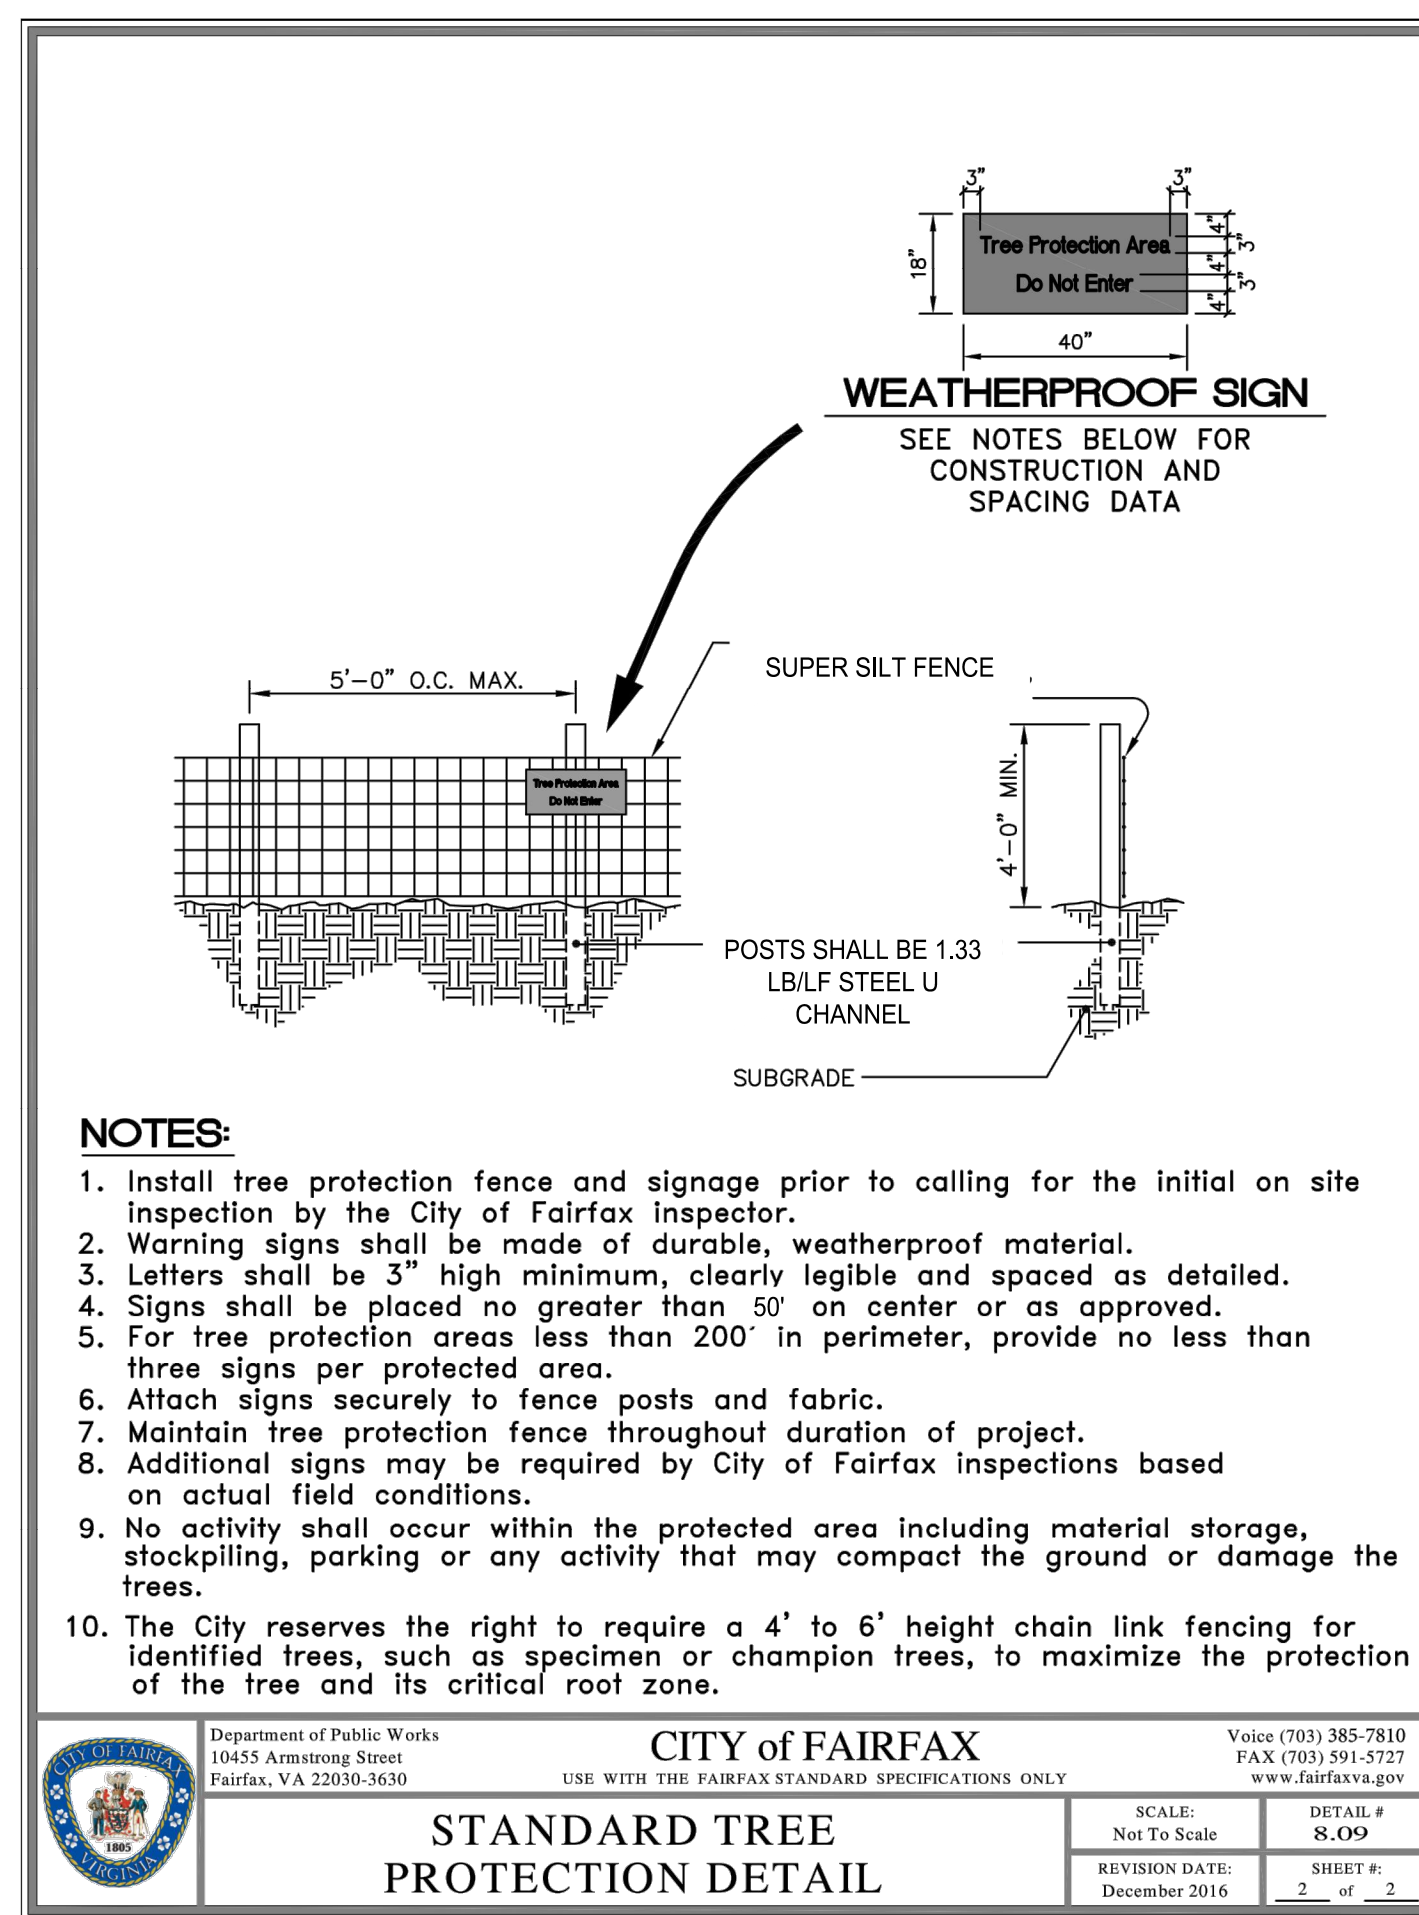 3" 3"
Tree Protection Area
Do Not Enter
18"
4"
3"
4"
3"
4"
40"
WEATHERPROOF SIGN
SEE NOTES BELOW FOR
CONSTRUCTION AND
SPACING DATA
5'-0" O.C. MAX.
SUPER SILT FENCE
Tree Protection Area
Do Not Enter
4'-0" MIN.
POSTS SHALL BE 1.33
LB/LF STEEL U
CHANNEL
SUBGRADE
NOTES:
1. Install tree protection fence and signage prior to calling for the initial on site
inspection by the City of Fairfax inspector.
2. Warning signs shall be made of durable, weatherproof material.
3. Letters shall be 3" high minimum, clearly legible and spaced as detailed.
4. Signs shall be placed no greater than 50' on center or as approved.
5. For tree protection areas less than 200' in perimeter, provide no less than
three signs per protected area.
6. Attach signs securely to fence posts and fabric.
7. Maintain tree protection fence throughout duration of project.
8. Additional signs may be required by City of Fairfax inspections based
on actual field conditions.
9. No activity shall occur within the protected area including material storage,
stockpiling, parking or any activity that may compact the ground or damage the
trees.
10. The City reserves the right to require a 4' to 6' height chain link fencing for
identified trees, such as specimen or champion trees, to maximize the protection
of the tree and its critical root zone.
CITY OF FAIRFAX
1805
VIRGINIA
Department of Public Works
10455 Armstrong Street
Fairfax, VA 22030-3630
CITY of FAIRFAX
USE WITH THE FAIRFAX STANDARD SPECIFICATIONS ONLY
Voice (703) 385-7810
FAX (703) 591-5727
www.fairfaxva.gov
STANDARD TREE
PROTECTION DETAIL
SCALE:
Not To Scale
DETAIL #
8.09
REVISION DATE:
December 2016
SHEET #:
2 of 2